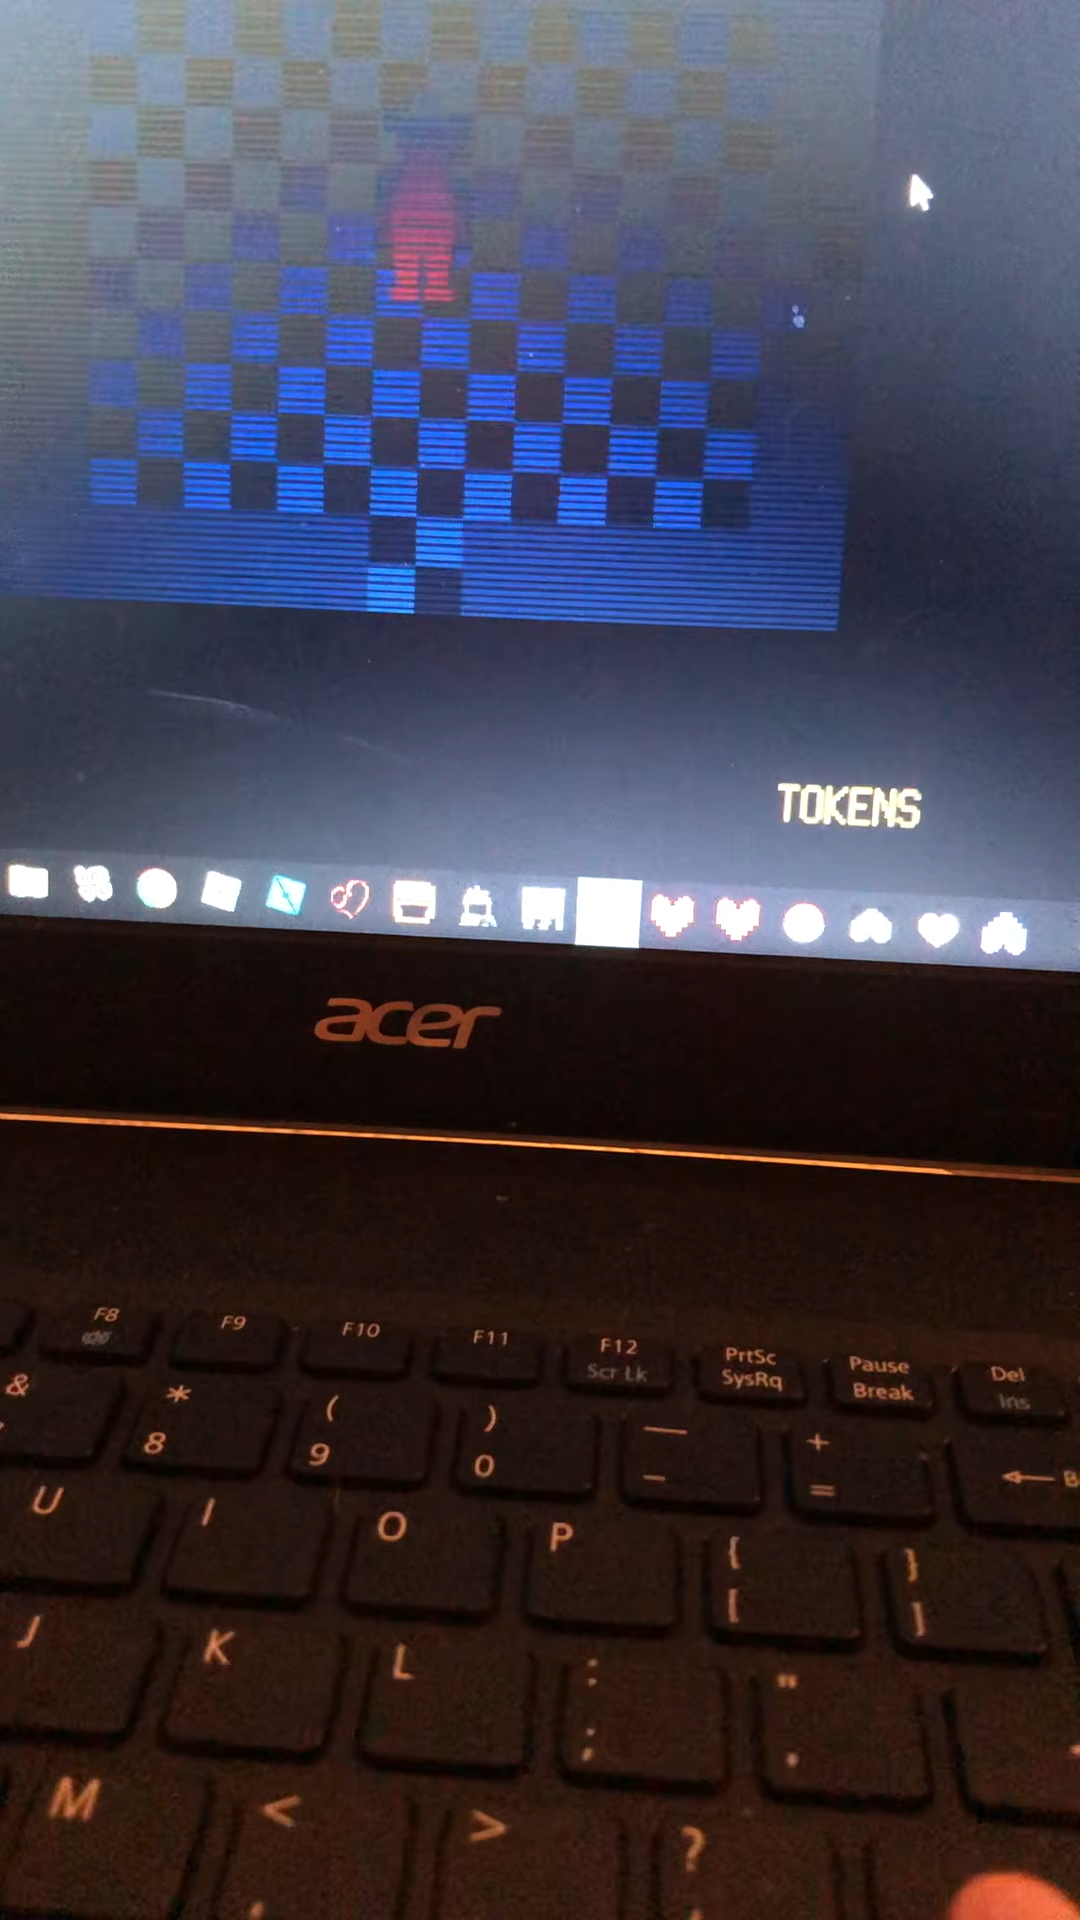 TOKENS
acer
F8 F9 F10 F11 F12 PrtSc Pause Del
Scr Lk SysRq Break Ins
& * ( ) — +
8 9 0 - =
U I O P { }
[ ]
J K L : "
; '
M < > ?